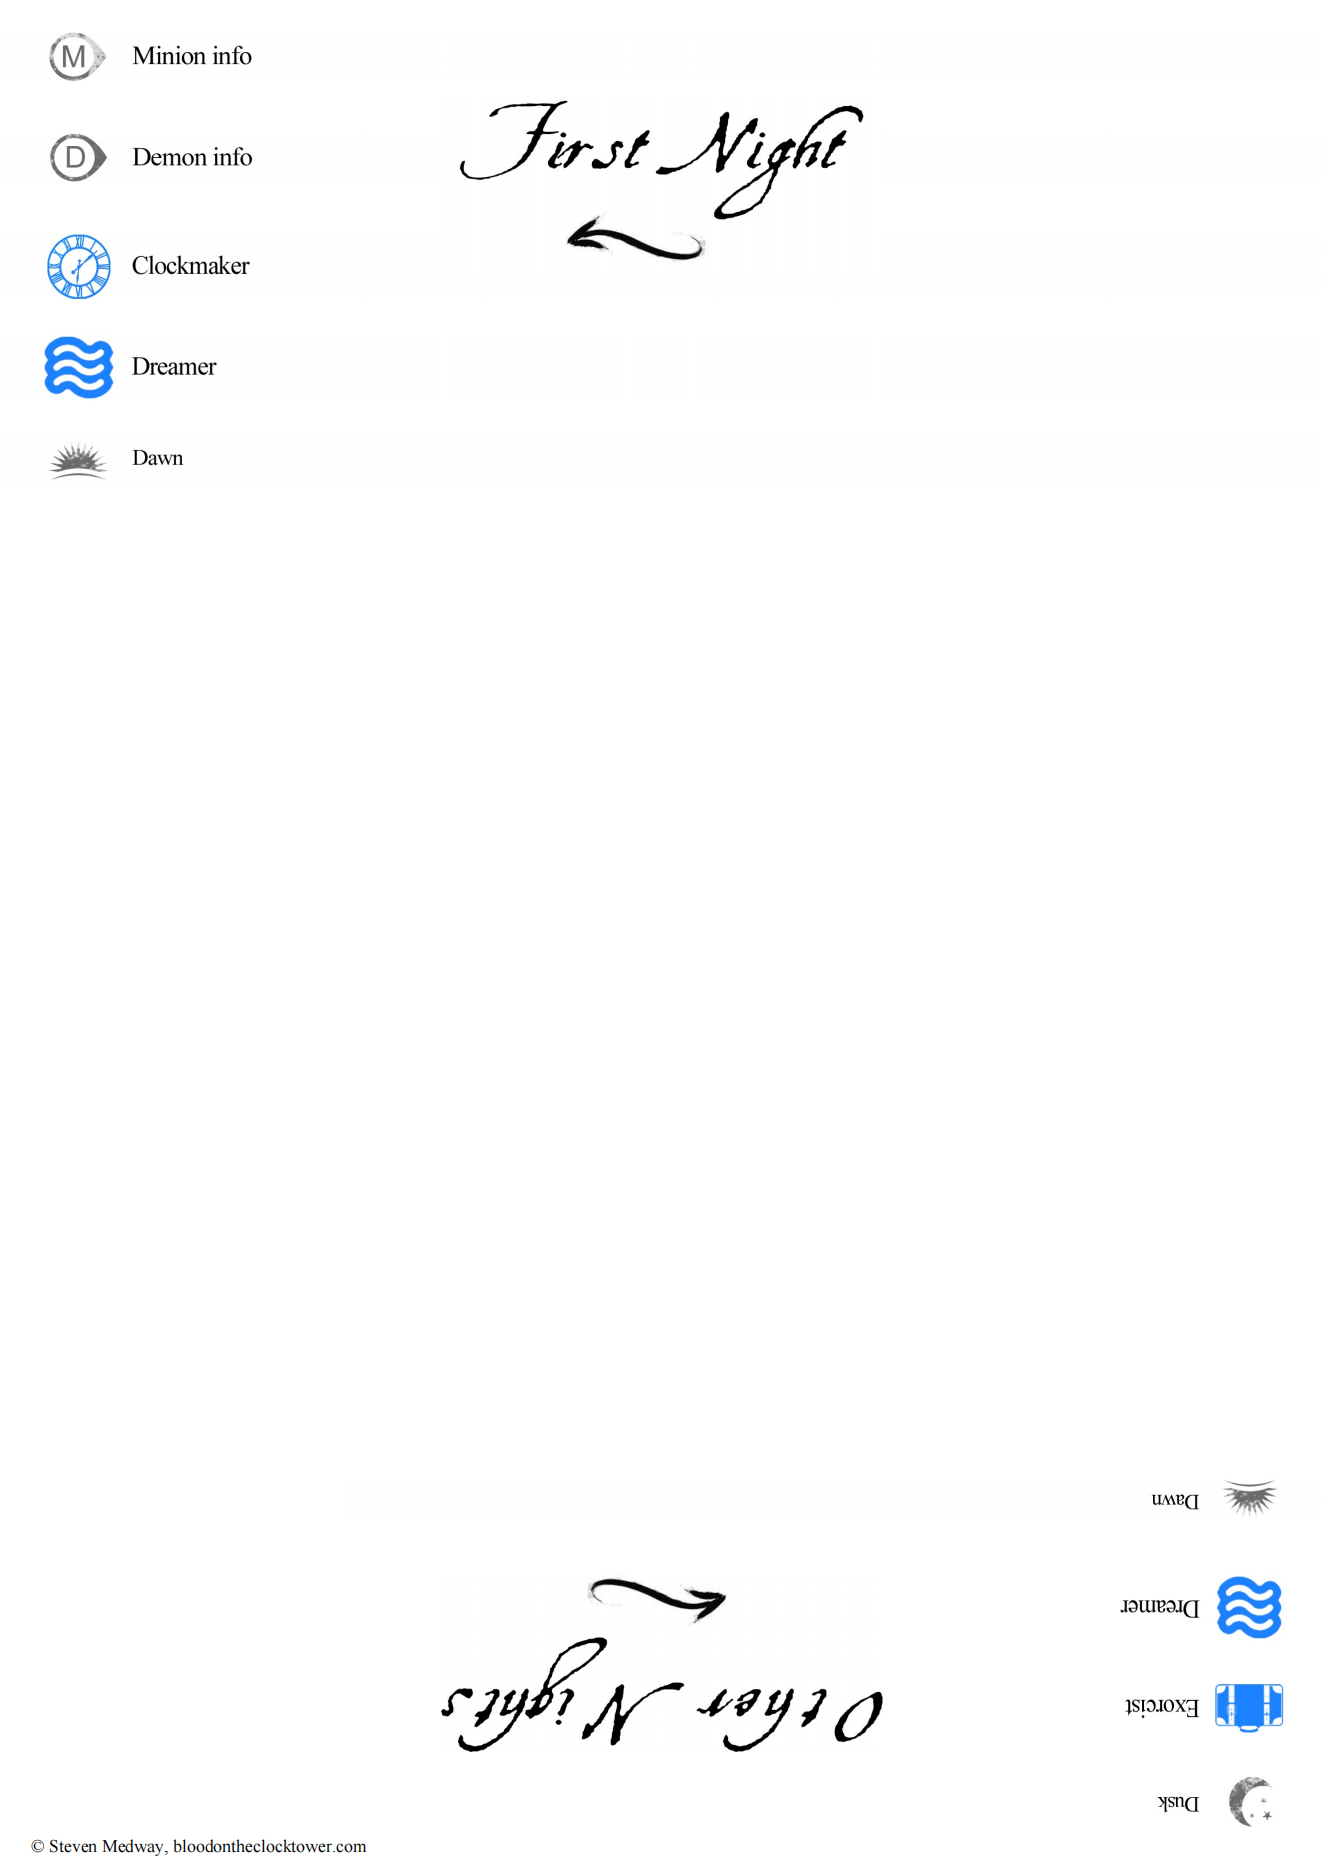 M
Minion info
First Night
D
Demon info
Clockmaker
Dreamer
Dawn
Dusk
Exorcist
Dreamer
Dawn
Other Nights
© Steven Medway, bloodontheclocktower.com